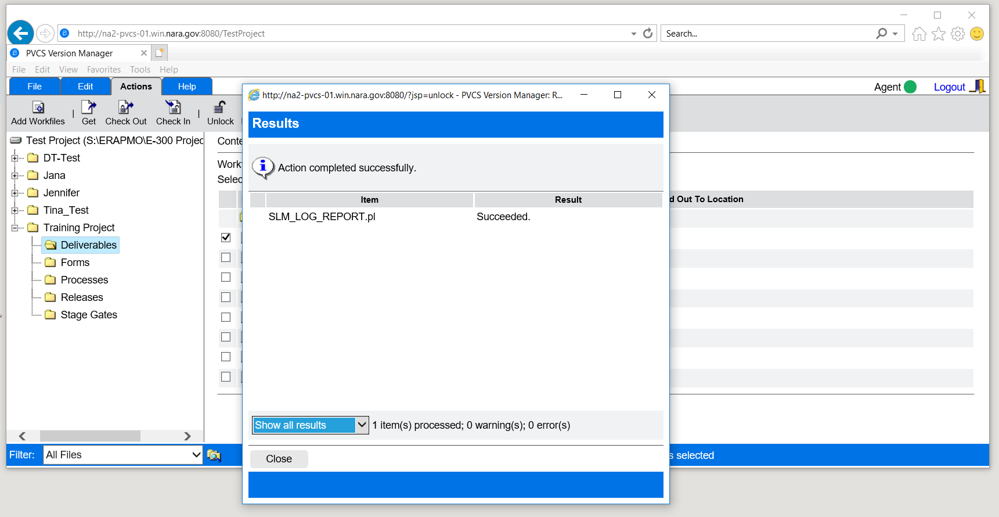 http://na2-pvcs-01.win.nara.gov:8080/TestProject
Search...
PVCS Version Manager
File Edit View Favorites Tools Help
File Edit Actions Help
Agent Logout
Add Workfiles | Get Check Out Check In | Unlock
Test Project (S:\ERAPMO\E-300 Projec
DT-Test
Jana
Jennifer
Tina_Test
Training Project
Deliverables
Forms
Processes
Releases
Stage Gates
Conte
Work
Selec
d Out To Location
http://na2-pvcs-01.win.nara.gov:8080/?jsp=unlock - PVCS Version Manager: R...
Results
Action completed successfully.
Item Result
SLM_LOG_REPORT.pl Succeeded.
Show all results 1 item(s) processed; 0 warning(s); 0 error(s)
Close
Filter: All Files
s selected